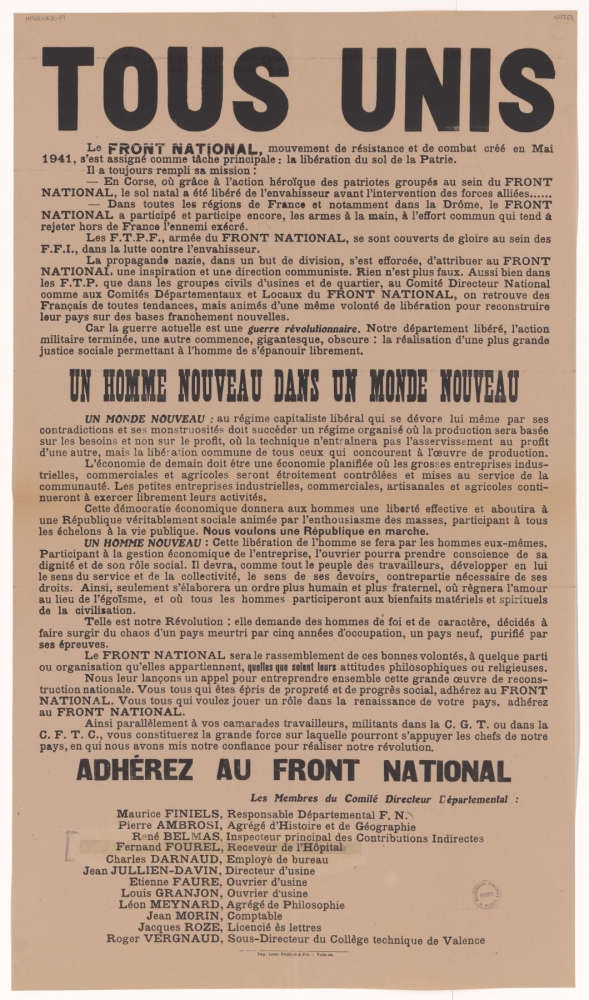 TOUS UNIS
Le FRONT NATIONAL, mouvement de résistance et de combat créé en Mai
1941, s'est assigné comme tâche principale : la libération du sol de la Patrie.
Il a toujours rempli sa mission :
— En Corse, où grâce à l'action héroïque des patriotes groupés au sein du FRONT
NATIONAL, le sol natal a été libéré de l'envahisseur avant l'intervention des forces alliées......
— Dans toutes les régions de France et notamment dans la Drôme, le FRONT
NATIONAL a participé et participe encore, les armes à la main, à l'effort commun qui tend à
rejeter hors de France l'ennemi exécré.
Les F.T.P.F., armée du FRONT NATIONAL, se sont couverts de gloire au sein des
F.F.I., dans la lutte contre l'envahisseur.
La propagande nazie, dans un but de division, s'est efforcée, d'attribuer au FRONT
NATIONAL une inspiration et une direction communiste. Rien n'est plus faux. Aussi bien dans
les F.T.P. que dans les groupes civils d'usines et de quartier, au Comité Directeur National
comme aux Comités Départementaux et Locaux du FRONT NATIONAL, on retrouve des
Français de toutes tendances, mais animés d'une même volonté de libération pour reconstruire
leur pays sur des bases franchement nouvelles.
Car la guerre actuelle est une guerre révolutionnaire. Notre département libéré, l'action
militaire terminée, une autre commence, gigantesque, obscure : la réalisation d'une plus grande
justice sociale permettant à l'homme de s'épanouir librement.
UN HOMME NOUVEAU DANS UN MONDE NOUVEAU
UN MONDE NOUVEAU : au régime capitaliste libéral qui se dévore lui même par ses
contradictions et ses monstruosités doit succéder un régime organisé où la production sera basée
sur les besoins et non sur le profit, où la technique n'entraînera pas l'asservissement au profit
d'une autre, mais la libération commune de tous ceux qui concourent à l'œuvre de production.
L'économie de demain doit être une économie planifiée où les grosses entreprises indus-
trielles, commerciales et agricoles seront étroitement contrôlées et mises au service de la
communauté. Les petites entreprises industrielles, commerciales, artisanales et agricoles conti-
nueront à exercer librement leurs activités.
Cette démocratie économique donnera aux hommes une liberté effective et aboutira à
une République véritablement sociale animée par l'enthousiasme des masses, participant à tous
les échelons à la vie publique. Nous voulons une République en marche.
UN HOMME NOUVEAU : Cette libération de l'homme se fera par les hommes eux-mêmes.
Participant à la gestion économique de l'entreprise, l'ouvrier pourra prendre conscience de sa
dignité et de son rôle social. Il devra, comme tout le peuple des travailleurs, développer en lui
le sens du service et de la collectivité, le sens de ses devoirs, contrepartie nécessaire de ses
droits. Ainsi, seulement s'élaborera un ordre plus humain et plus fraternel, où règnera l'amour
au lieu de l'égoïsme, et où tous les hommes participeront aux bienfaits matériels et spirituels
de la civilisation.
Telle est notre Révolution : elle demande des hommes de foi et de caractère, décidés à
faire surgir du chaos d'un pays meurtri par cinq années d'occupation, un pays neuf, purifié par
ses épreuves.
Le FRONT NATIONAL sera le rassemblement de ces bonnes volontés, à quelque parti
ou organisation qu'elles appartiennent, quelles que soient leurs attitudes philosophiques ou religieuses.
Nous leur lançons un appel pour entreprendre ensemble cette grande œuvre de recons-
truction nationale. Vous tous qui êtes épris de propreté et de progrès social, adhérez au FRONT
NATIONAL. Vous tous qui voulez jouer un rôle dans la renaissance de votre pays, adhérez
au FRONT NATIONAL.
Ainsi parallèlement à vos camarades travailleurs, militants dans la C. G. T. ou dans la
C. F. T. C., vous constituerez la grande force sur laquelle pourront s'appuyer les chefs de notre
pays, en qui nous avons mis notre confiance pour réaliser notre révolution.
ADHÉREZ AU FRONT NATIONAL
Les Membres du Comité Directeur Départemental :
Maurice FINIELS, Responsable Départemental F. N.
Pierre AMBROSI, Agrégé d'Histoire et de Géographie
René BELMAS, Inspecteur principal des Contributions Indirectes
Fernand FOUREL, Receveur de l'Hôpital
Charles DARNAUD, Employé de bureau
Jean JULLIEN-DAVIN, Directeur d'usine
Etienne FAURE, Ouvrier d'usine
Louis GRANJON, Ouvrier d'usine
Léon MEYNARD, Agrégé de Philosophie
Jean MORIN, Comptable
Jacques ROZE, Licencié ès lettres
Roger VERGNAUD, Sous-Directeur du Collège technique de Valence